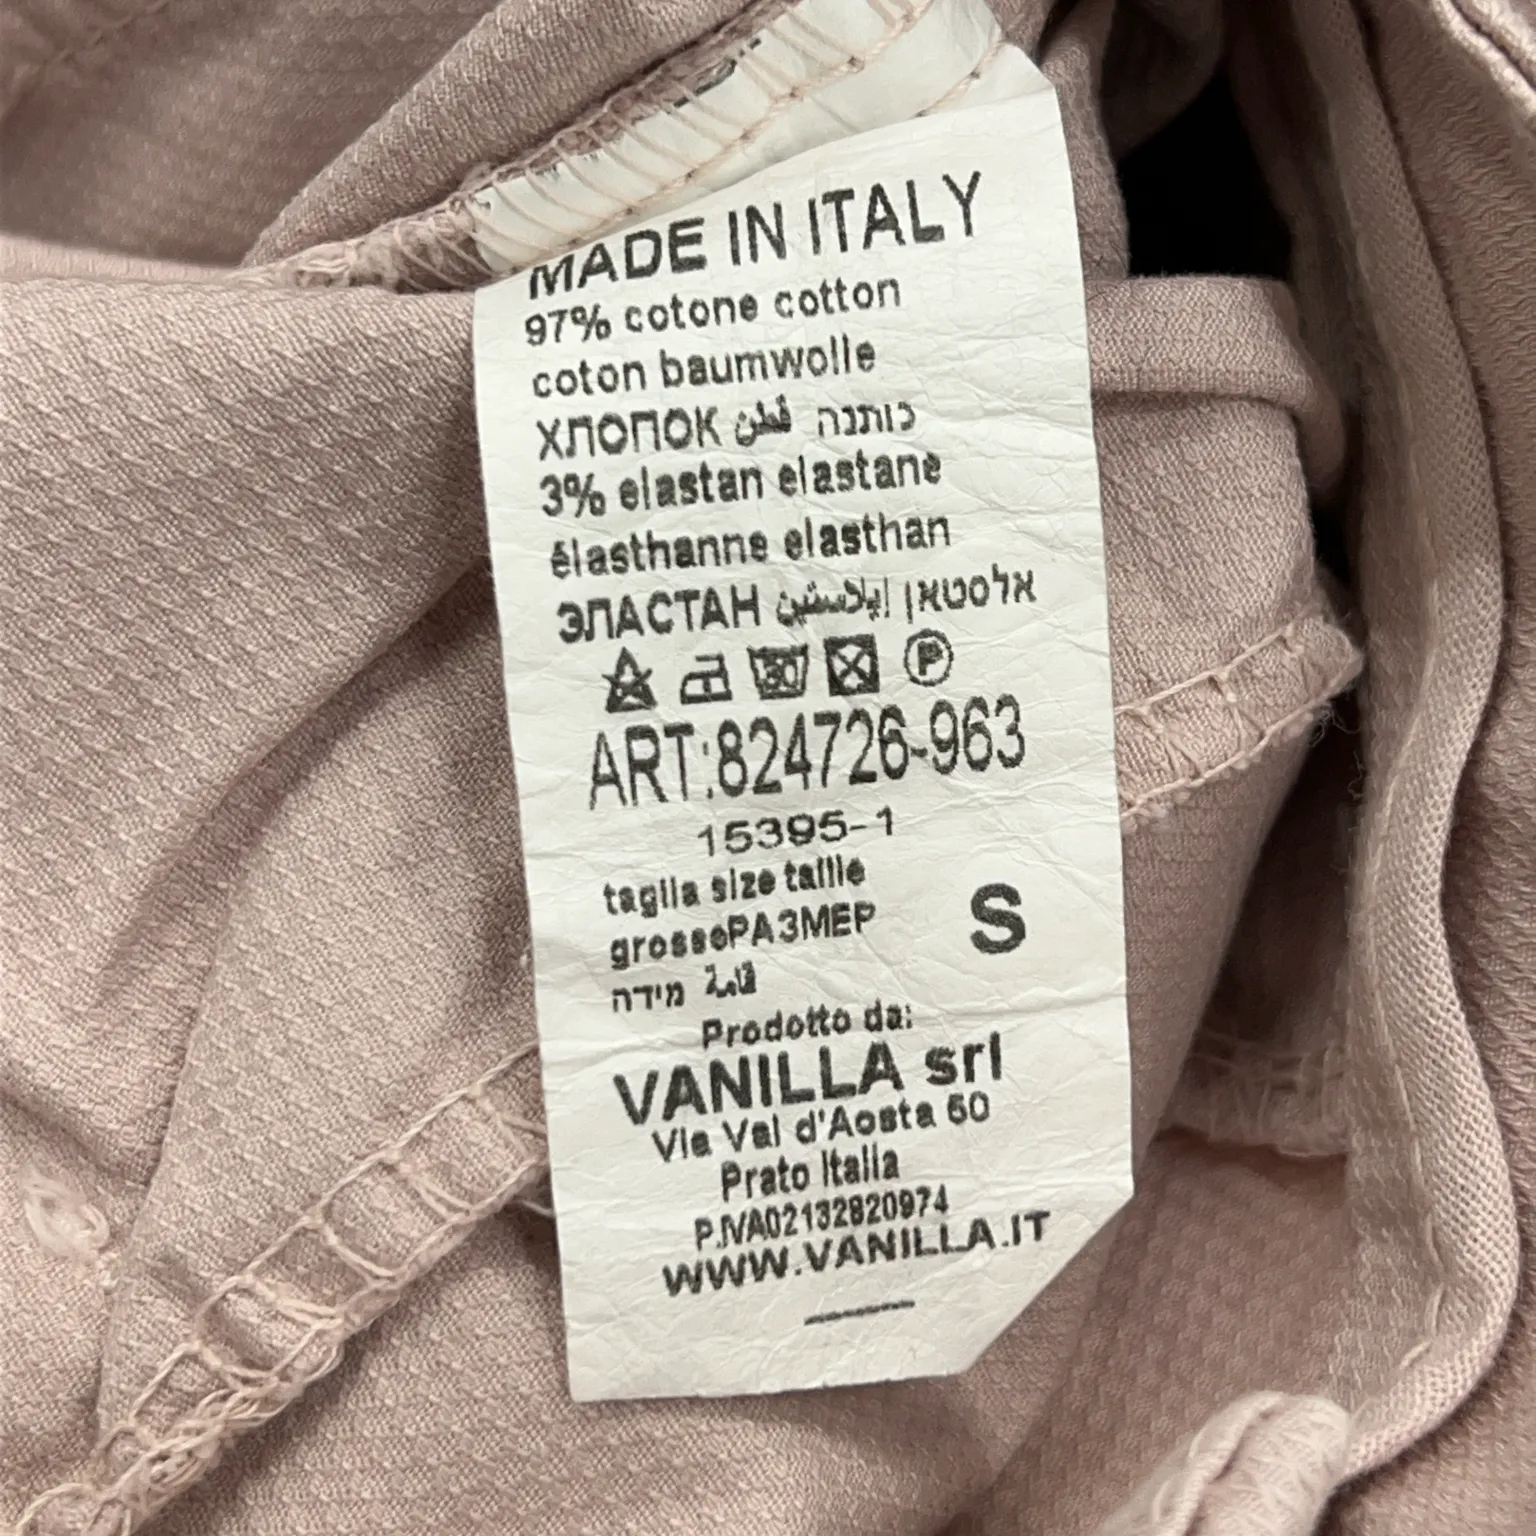 MADE IN ITALY
97% cotone cotton
coton baumwolle
ХЛОПОК قطن כותנה
3% elastan elastane
élasthanne elasthan
ЭЛАСТАН إيلاستين אלסטאן
30 P
ART:824726-963
15395-1
taglia size taille
grosseРАЗМЕР
S
מידה قامة
Prodotto da:
VANILLA srl
Via Val d'Aosta 60
Prato Italia
P.IVA02132820974
WWW.VANILLA.IT